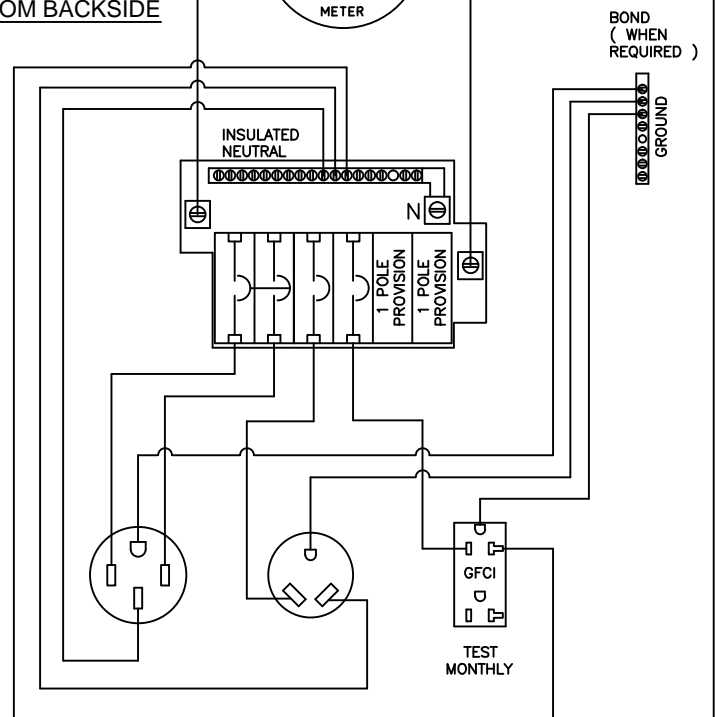 OM BACKSIDE
METER
BOND
( WHEN
REQUIRED )
GROUND
INSULATED
NEUTRAL
N
1 POLE
PROVISION
1 POLE
PROVISION
GFCI
TEST
MONTHLY